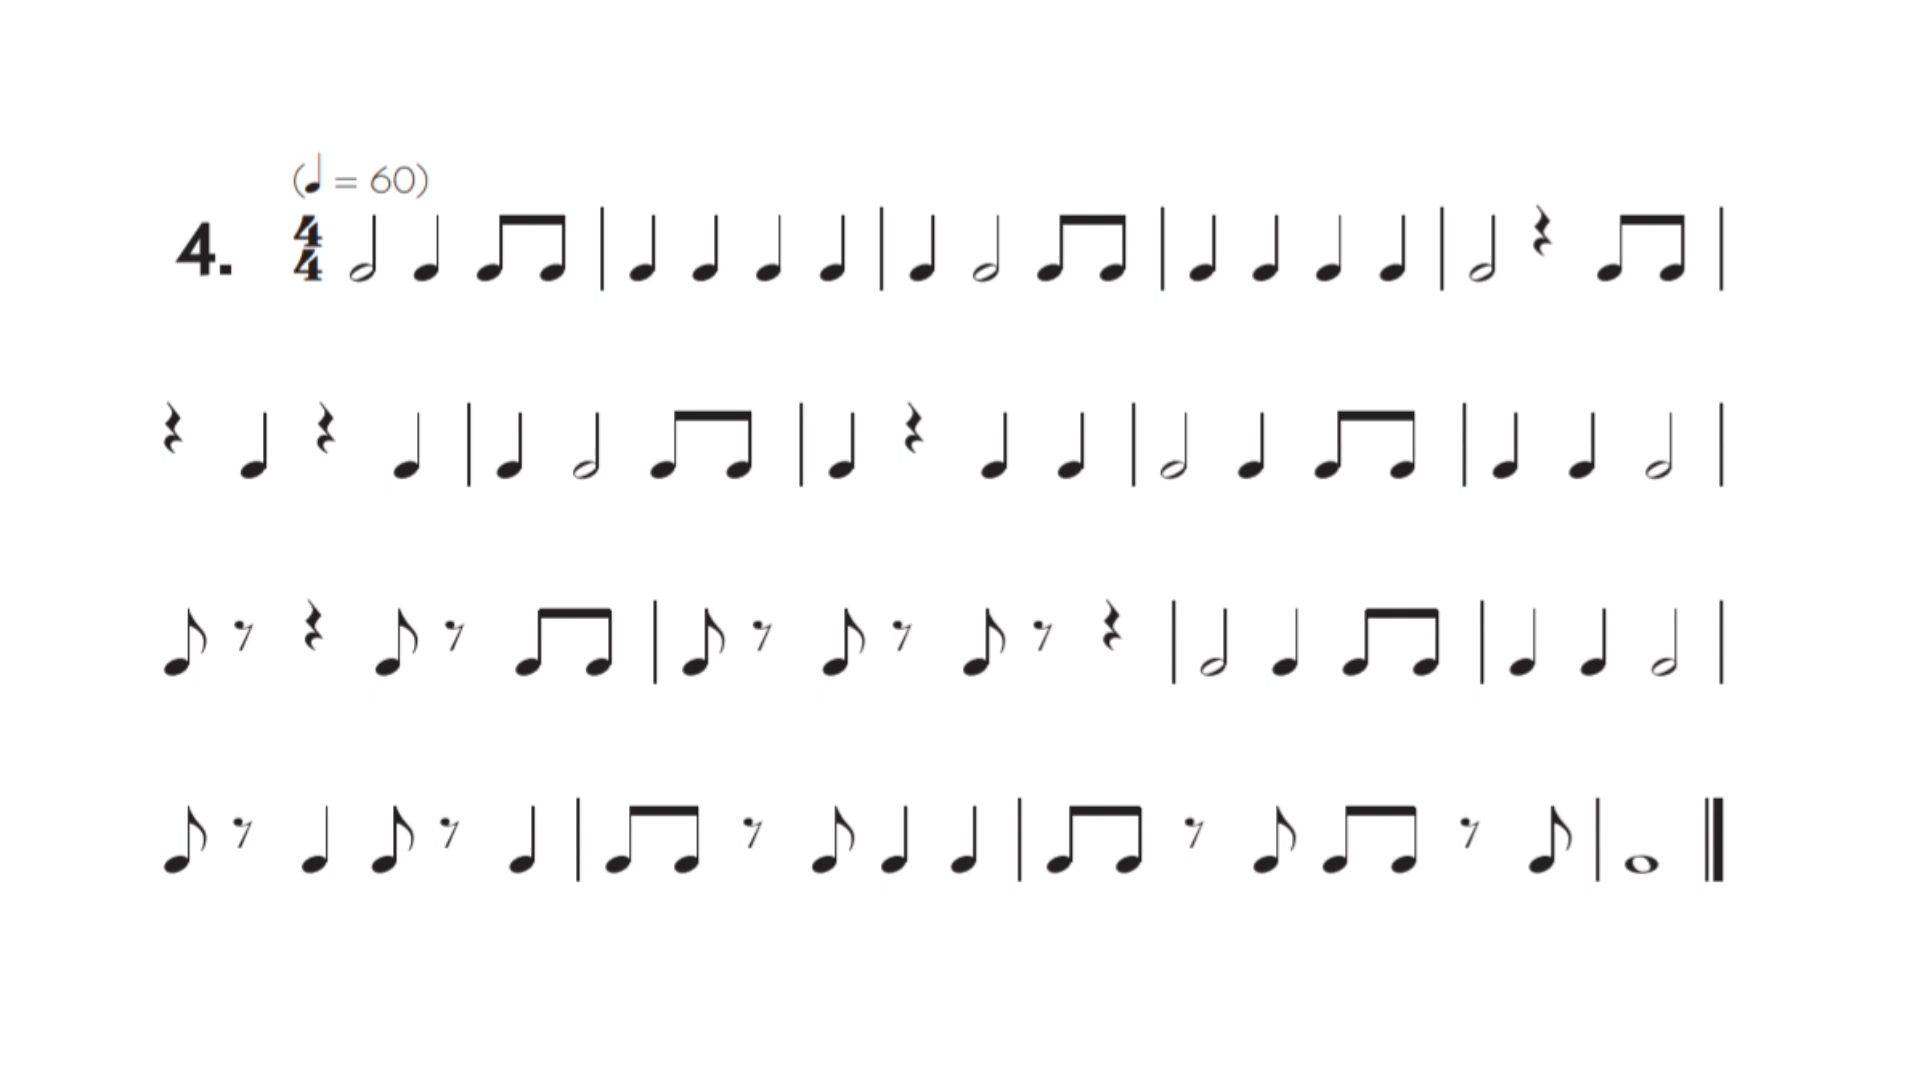 (♩ = 60)
4. 4/4